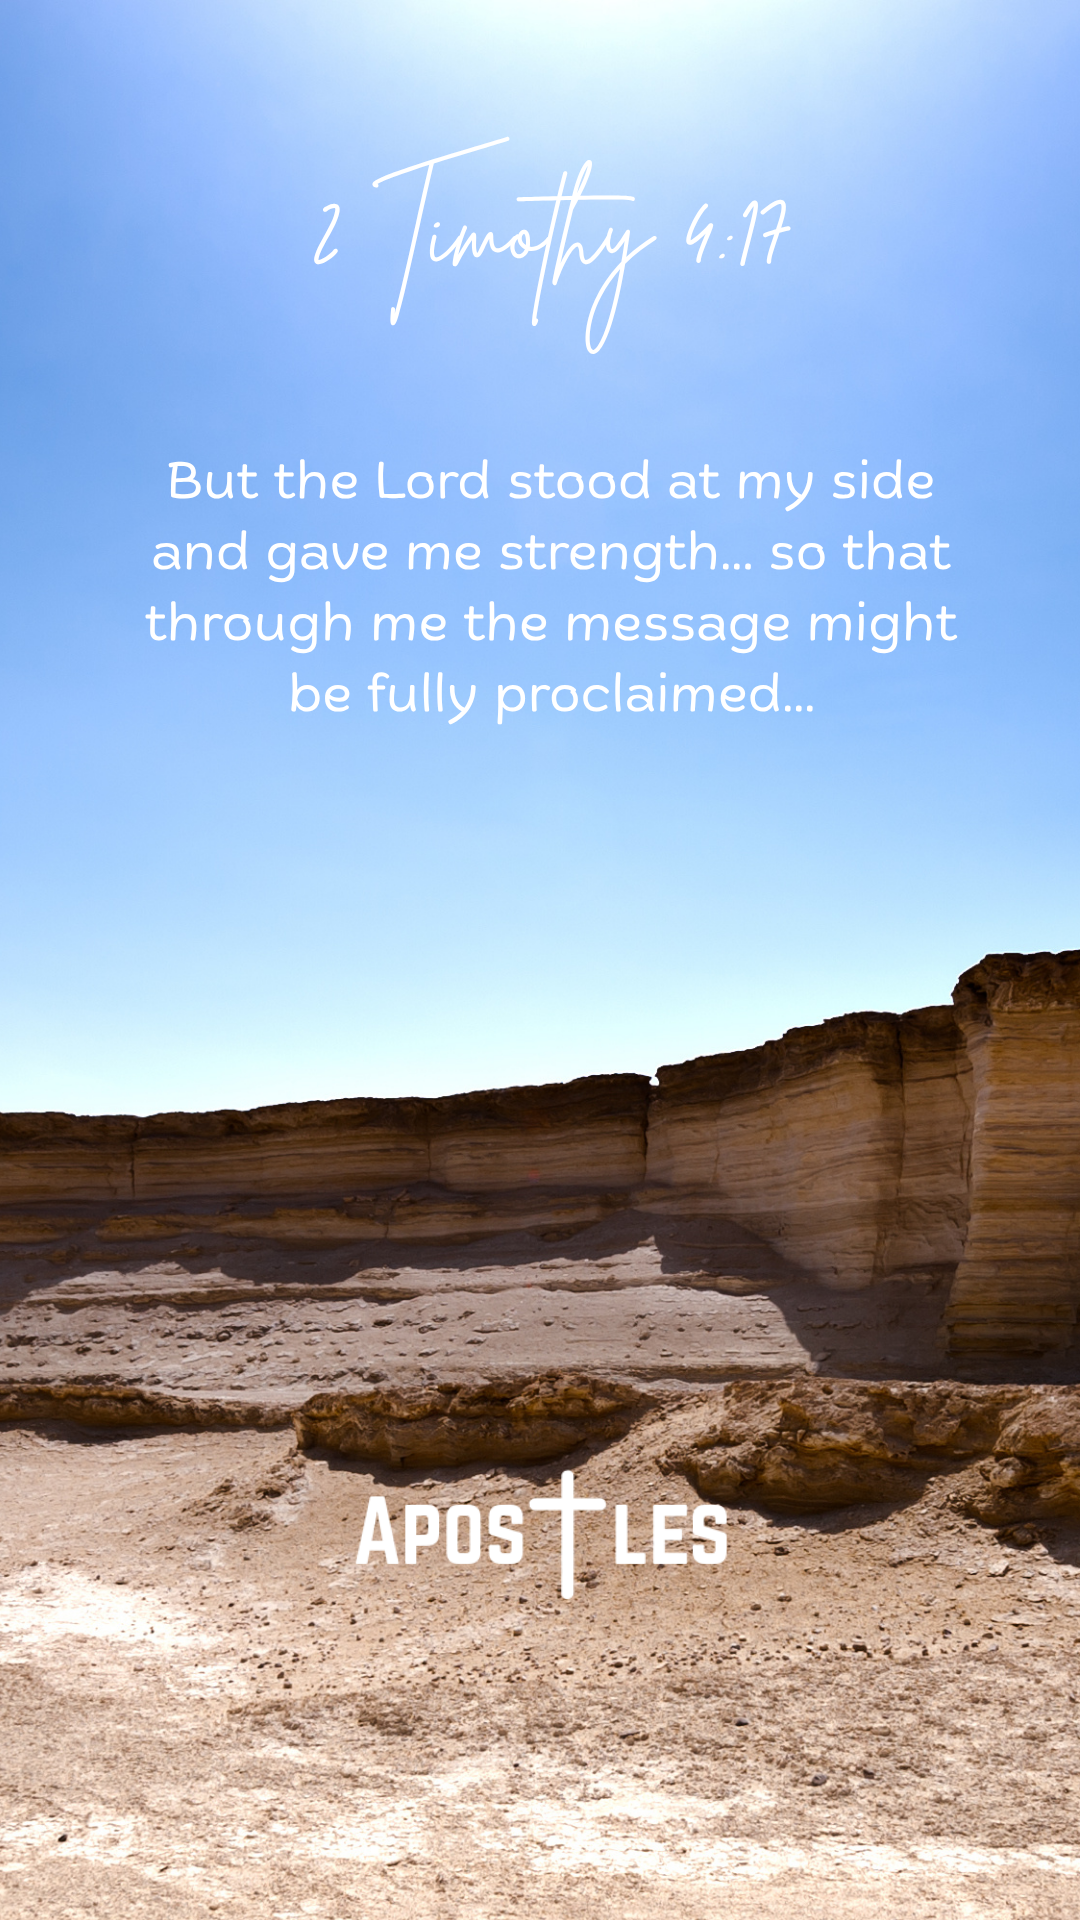 2 Timothy 4:17
But the Lord stood at my side
and gave me strength... so that
through me the message might
be fully proclaimed...
APOSTLES